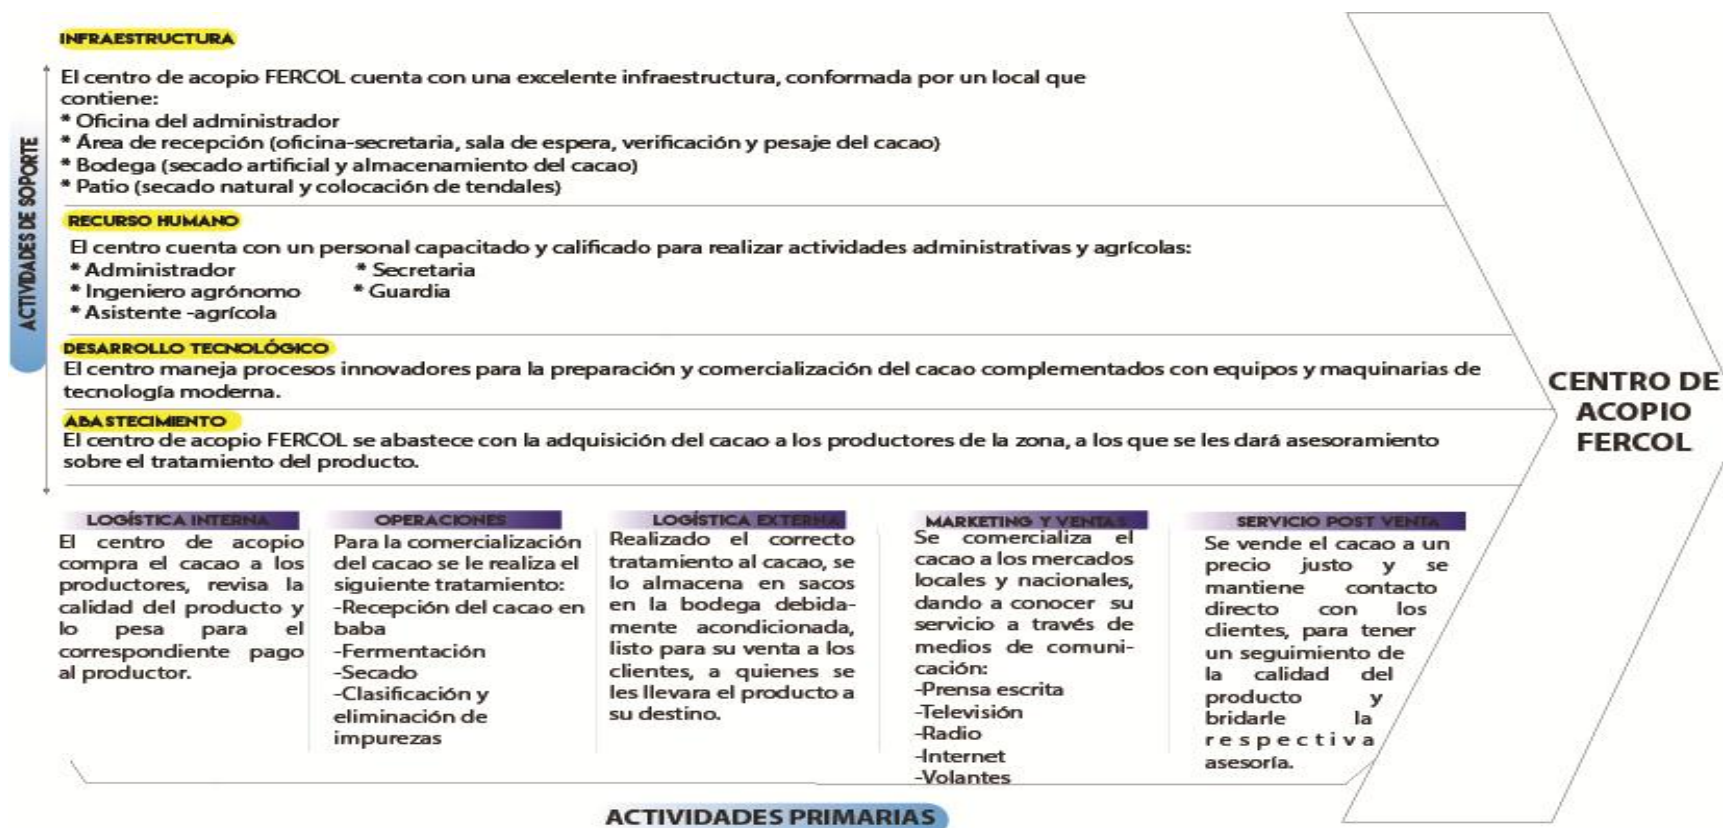 INFRAESTRUCTURA
El centro de acopio FERCOL cuenta con una excelente infraestructura, conformada por un local que
contiene:
* Oficina del administrador
* Área de recepción (oficina-secretaria, sala de espera, verificación y pesaje del cacao)
* Bodega (secado artificial y almacenamiento del cacao)
* Patio (secado natural y colocación de tendales)
ACTIVIDADES DE SOPORTE
RECURSO HUMANO
El centro cuenta con un personal capacitado y calificado para realizar actividades administrativas y agrícolas:
* Administrador * Secretaria
* Ingeniero agrónomo * Guardia
* Asistente -agrícola
DESARROLLO TECNOLÓGICO
El centro maneja procesos innovadores para la preparación y comercialización del cacao complementados con equipos y maquinarias de
tecnología moderna.
ABASTECIMIENTO
El centro de acopio FERCOL se abastece con la adquisición del cacao a los productores de la zona, a los que se les dará asesoramiento
sobre el tratamiento del producto.
CENTRO DE
ACOPIO
FERCOL
LOGÍSTICA INTERNA
El centro de acopio
compra el cacao a los
productores, revisa la
calidad del producto y
lo pesa para el
correspondiente pago
al productor.
OPERACIONES
Para la comercialización
del cacao se le realiza el
siguiente tratamiento:
-Recepción del cacao en
baba
-Fermentación
-Secado
-Clasificación y
eliminación de
impurezas
LOGÍSTICA EXTERNA
Realizado el correcto
tratamiento al cacao, se
lo almacena en sacos
en la bodega debida-
mente acondicionada,
listo para su venta a los
clientes, a quienes se
les llevara el producto a
su destino.
MARKETING Y VENTAS
Se comercializa el
cacao a los mercados
locales y nacionales,
dando a conocer su
servicio a través de
medios de comuni-
cación:
-Prensa escrita
-Televisión
-Radio
-Internet
-Volantes
SERVICIO POST VENTA
Se vende el cacao a un
precio justo y se
mantiene contacto
directo con los
clientes, para tener
un seguimiento de
la calidad del
producto y
bridarle la
respectiva
asesoría.
ACTIVIDADES PRIMARIAS